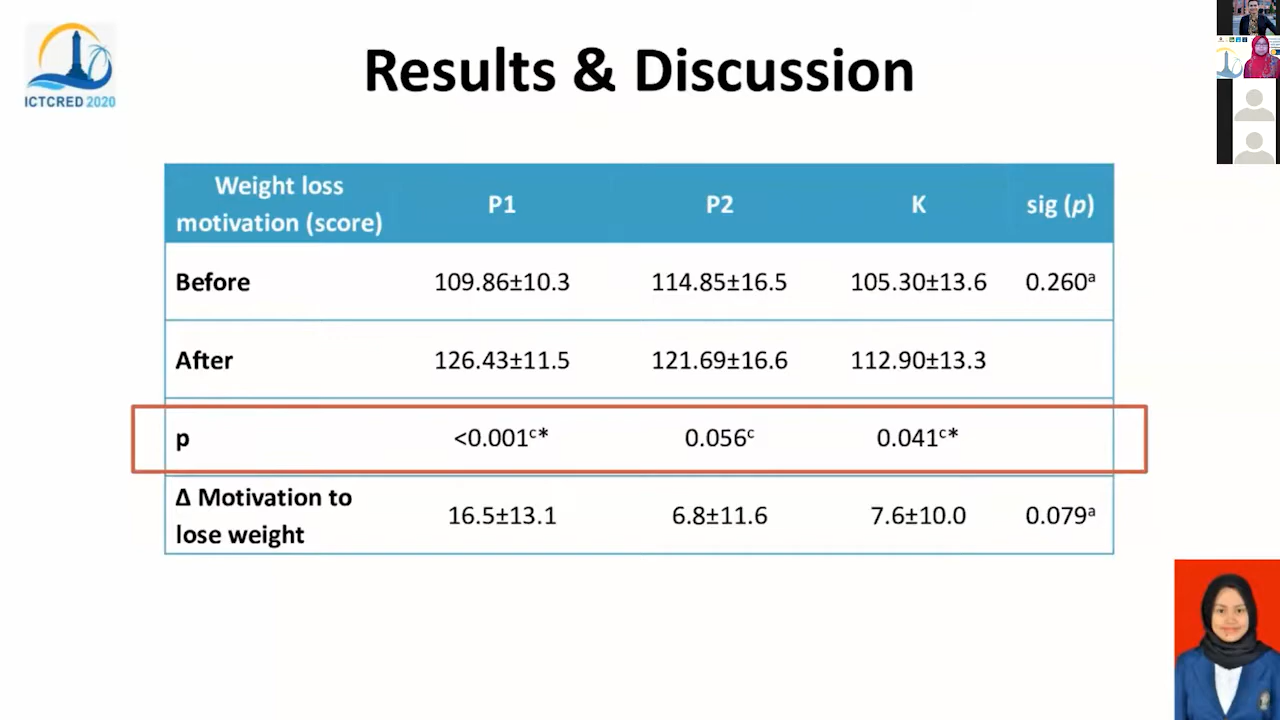 ICTCRED 2020
Results & Discussion
Weight loss motivation (score) P1 P2 K sig (p)
Before 109.86±10.3 114.85±16.5 105.30±13.6 0.260ᵃ
After 126.43±11.5 121.69±16.6 112.90±13.3
p <0.001ᶜ* 0.056ᶜ 0.041ᶜ*
Δ Motivation to lose weight 16.5±13.1 6.8±11.6 7.6±10.0 0.079ᵃ